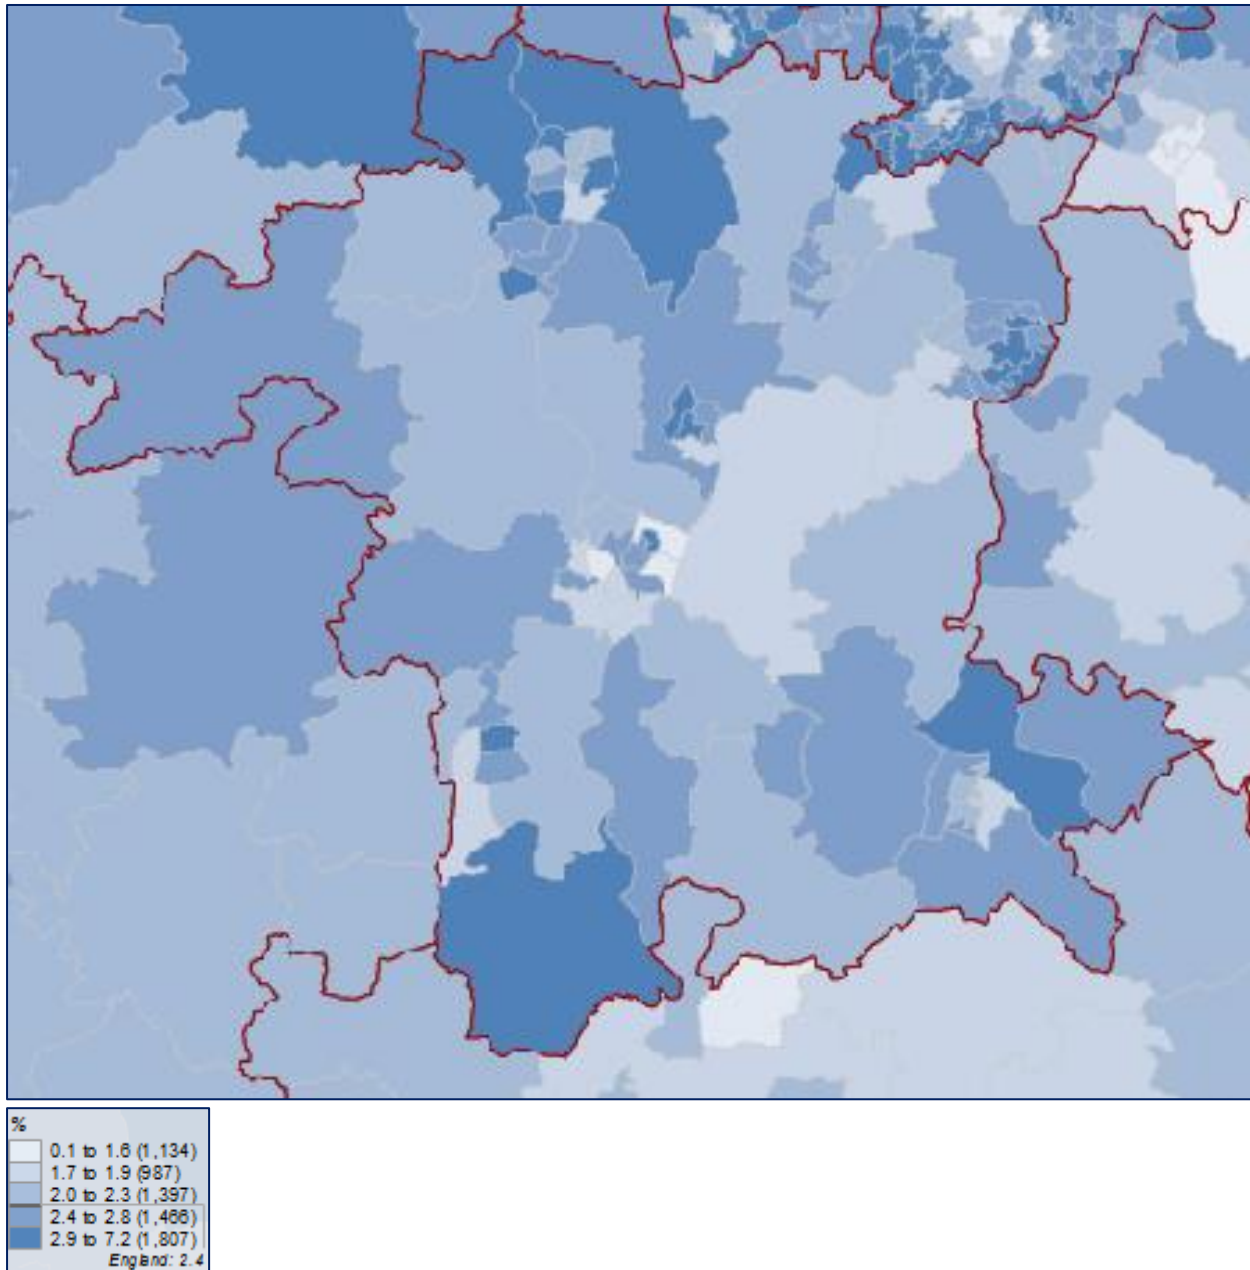 %
0.1 to 1.6 (1,134)
1.7 to 1.9 (987)
2.0 to 2.3 (1,397)
2.4 to 2.8 (1,466)
2.9 to 7.2 (1,807)
England: 2.4